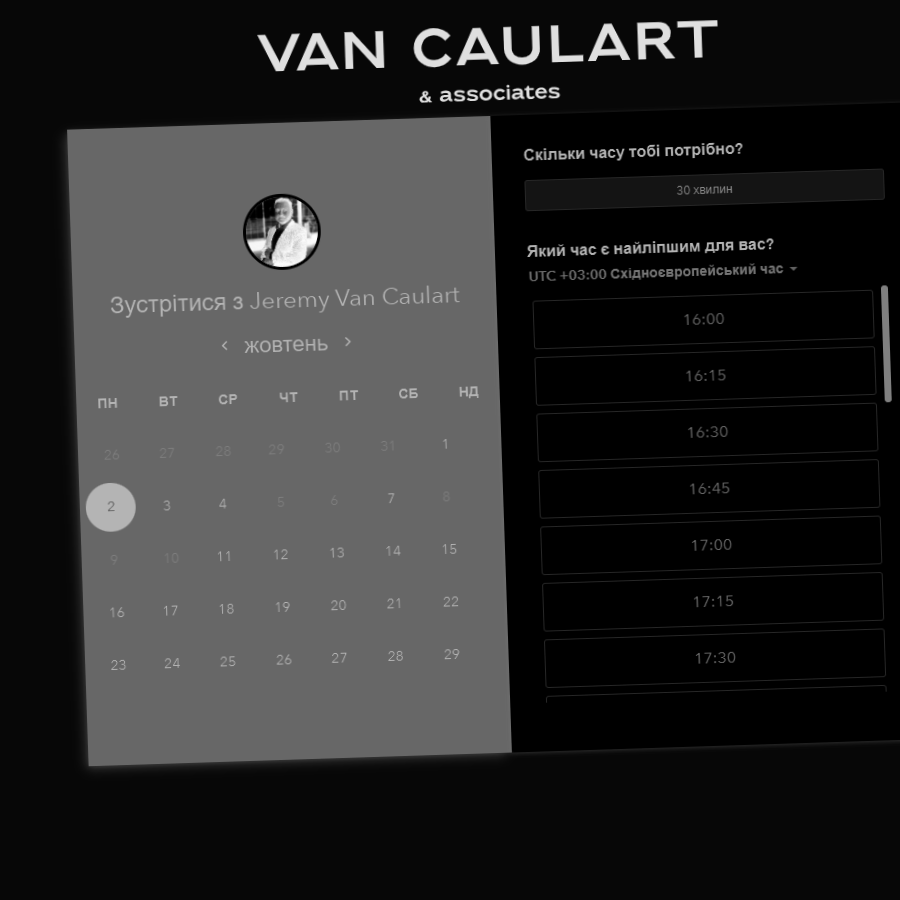 VAN CAULART
& associates
Зустрітися з Jeremy Van Caulart
жовтень
ПН ВТ СР ЧТ ПТ СБ НД
26 27 28 29 30 31 1
2 3 4 5 6 7 8
9 10 11 12 13 14 15
16 17 18 19 20 21 22
23 24 25 26 27 28 29
Скільки часу тобі потрібно?
30 хвилин
Який час є найліпшим для вас?
UTC +03:00 Східноєвропейський час
16:00
16:15
16:30
16:45
17:00
17:15
17:30